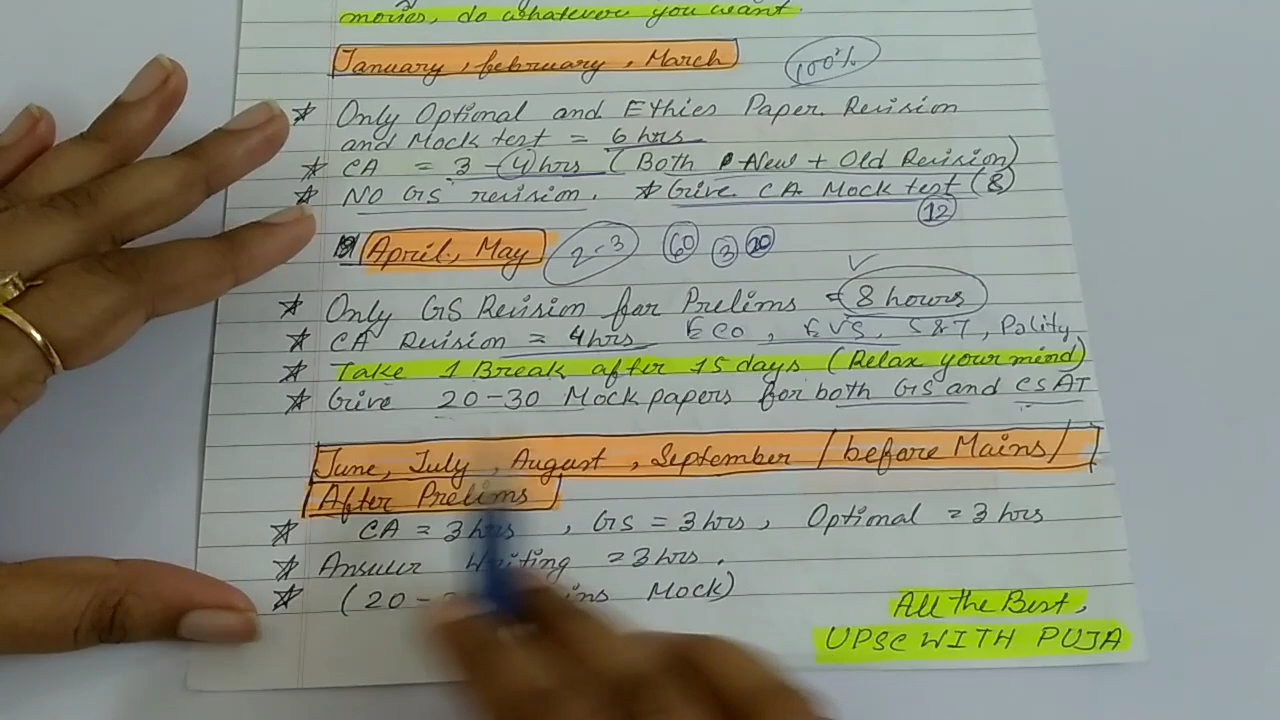 movies, do whatever you want.
January, february, March 100%
* Only Optional and Ethics Paper Revision
and Mock test = 6 hrs
* CA = 3-4 hrs (Both New + Old Revision)
* NO GS revision. * Give CA Mock test (8)
12
April, May 2-3 60 3 20
* Only GS Revision for Prelims = 8 hours
* CA Revision = 4 hrs Eco, EVS, S&T, Polity
* Take 1 Break after 15 days (Relax your mind)
* Give 20-30 Mock papers for both GS and CSAT
June, July, August, September / before Mains /
After Prelims
* CA = 3 hrs, GS = 3 hrs, Optional = 3 hrs
* Answer Writing = 3 hrs.
* (20- Mock)
All the Best,
UPSC WITH PUJA